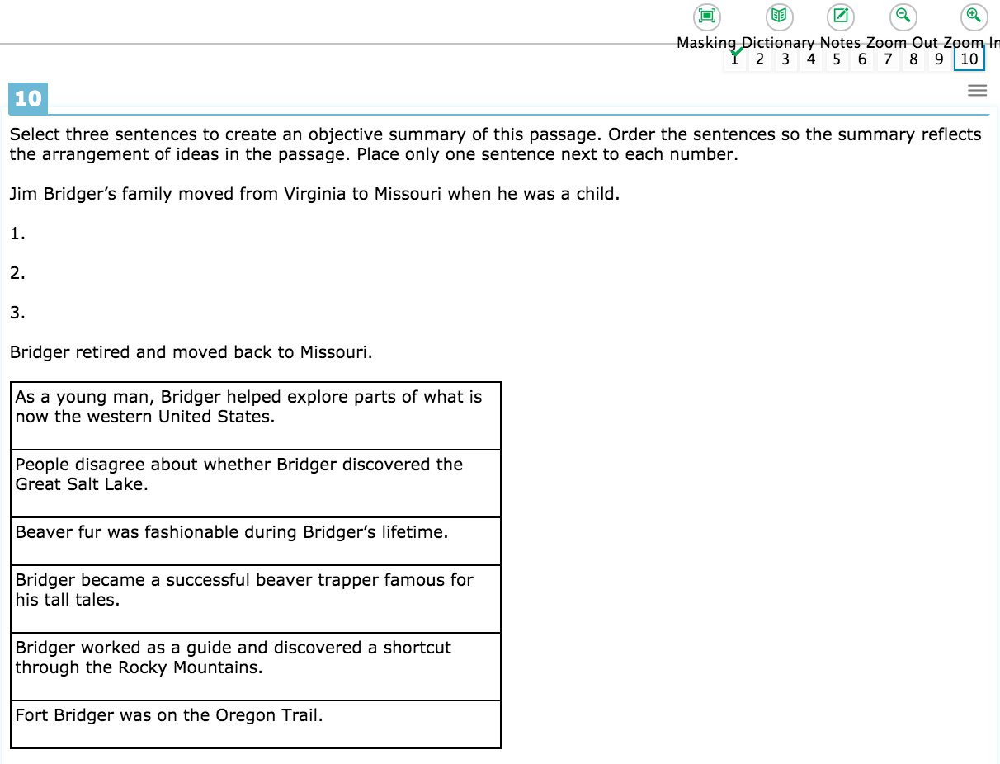 Masking Dictionary Notes Zoom Out Zoom In
1 2 3 4 5 6 7 8 9 10
10
Select three sentences to create an objective summary of this passage. Order the sentences so the summary reflects
the arrangement of ideas in the passage. Place only one sentence next to each number.
Jim Bridger’s family moved from Virginia to Missouri when he was a child.
1.
2.
3.
Bridger retired and moved back to Missouri.
As a young man, Bridger helped explore parts of what is
now the western United States.
People disagree about whether Bridger discovered the
Great Salt Lake.
Beaver fur was fashionable during Bridger’s lifetime.
Bridger became a successful beaver trapper famous for
his tall tales.
Bridger worked as a guide and discovered a shortcut
through the Rocky Mountains.
Fort Bridger was on the Oregon Trail.